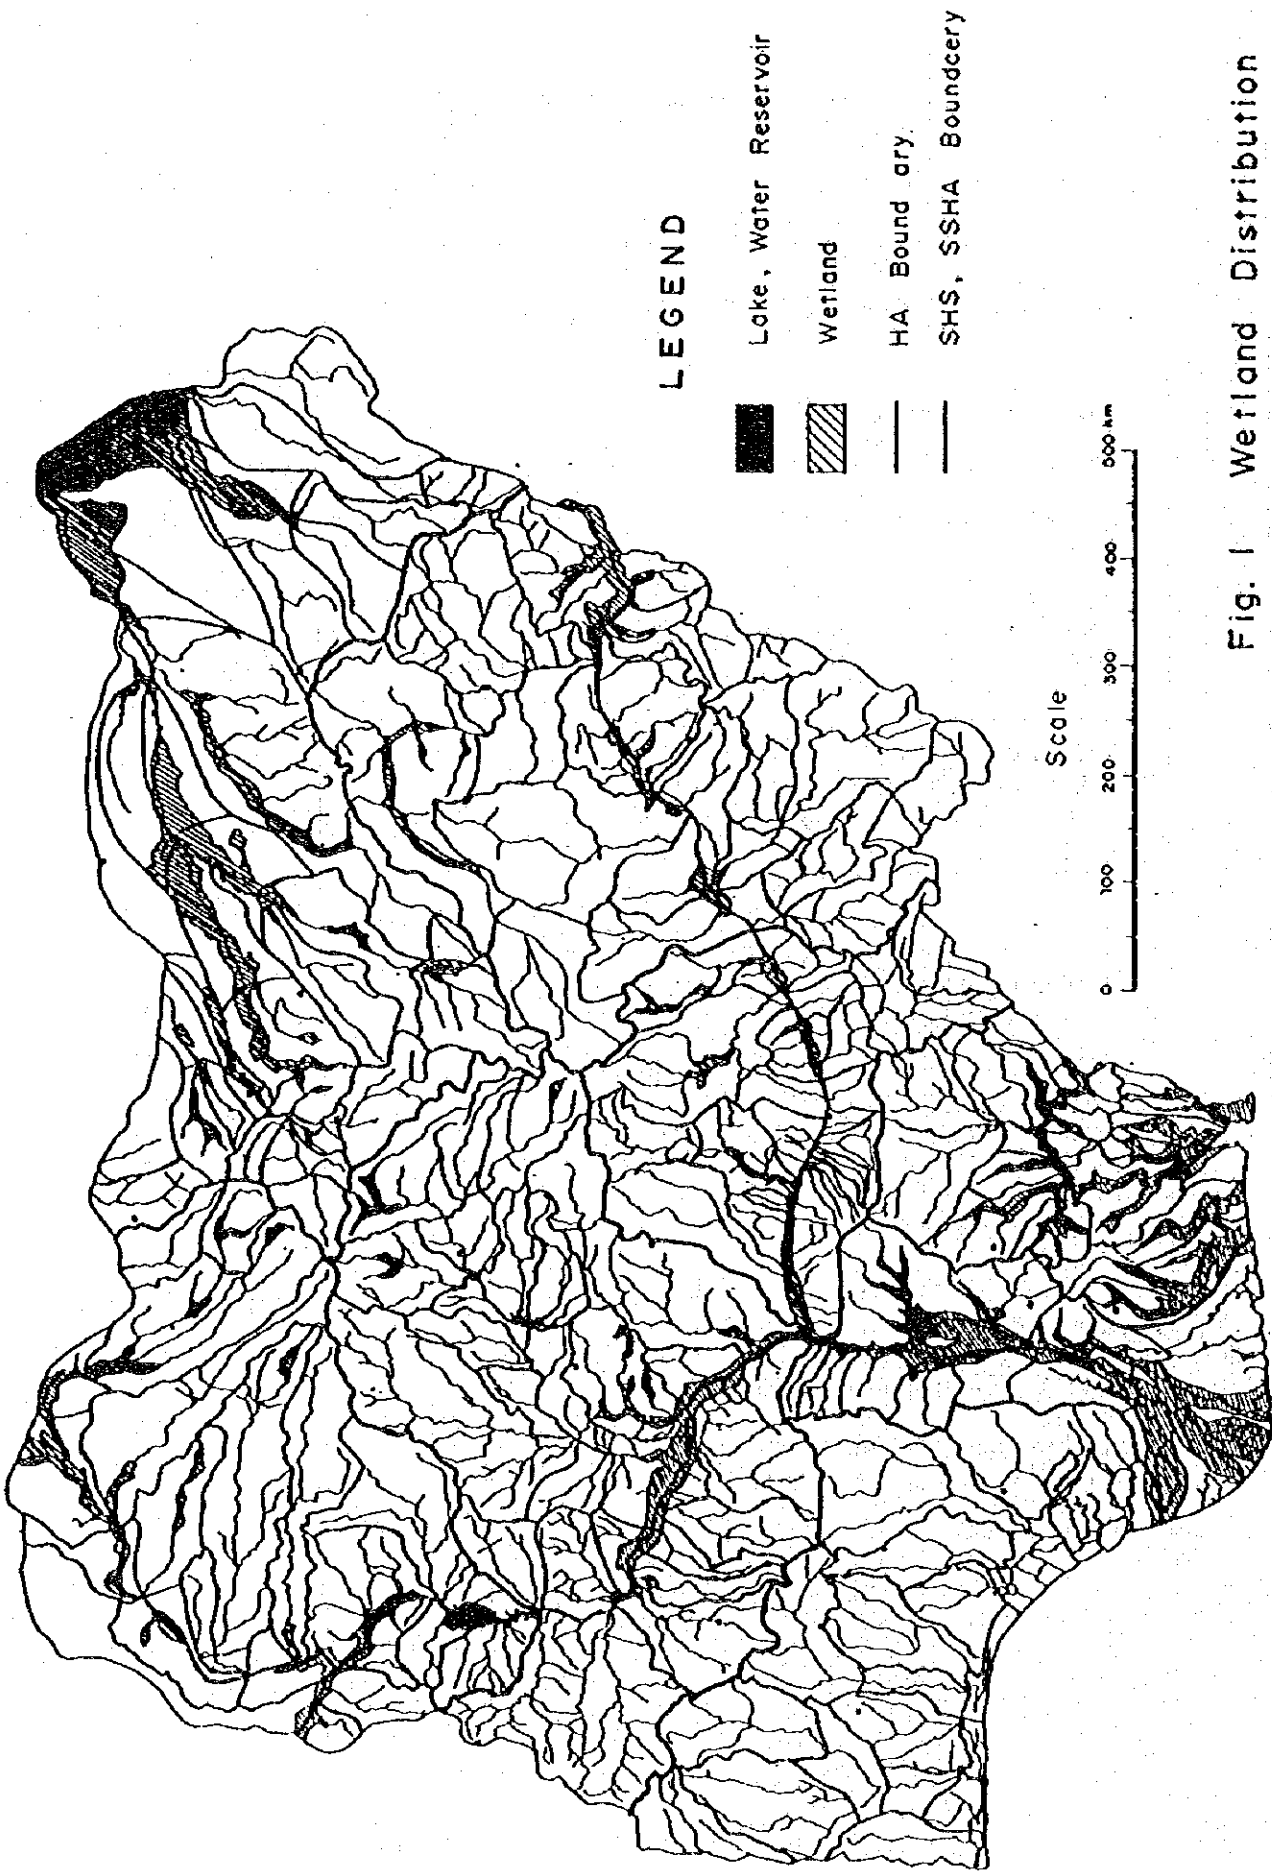 LEGEND
Lake, Water Reservoir
Wetland
HA Bound ary.
SHS, SSHA Boundcery
Scale
0 100 200 300 400 500 km
Fig. 1 Wetland Distribution